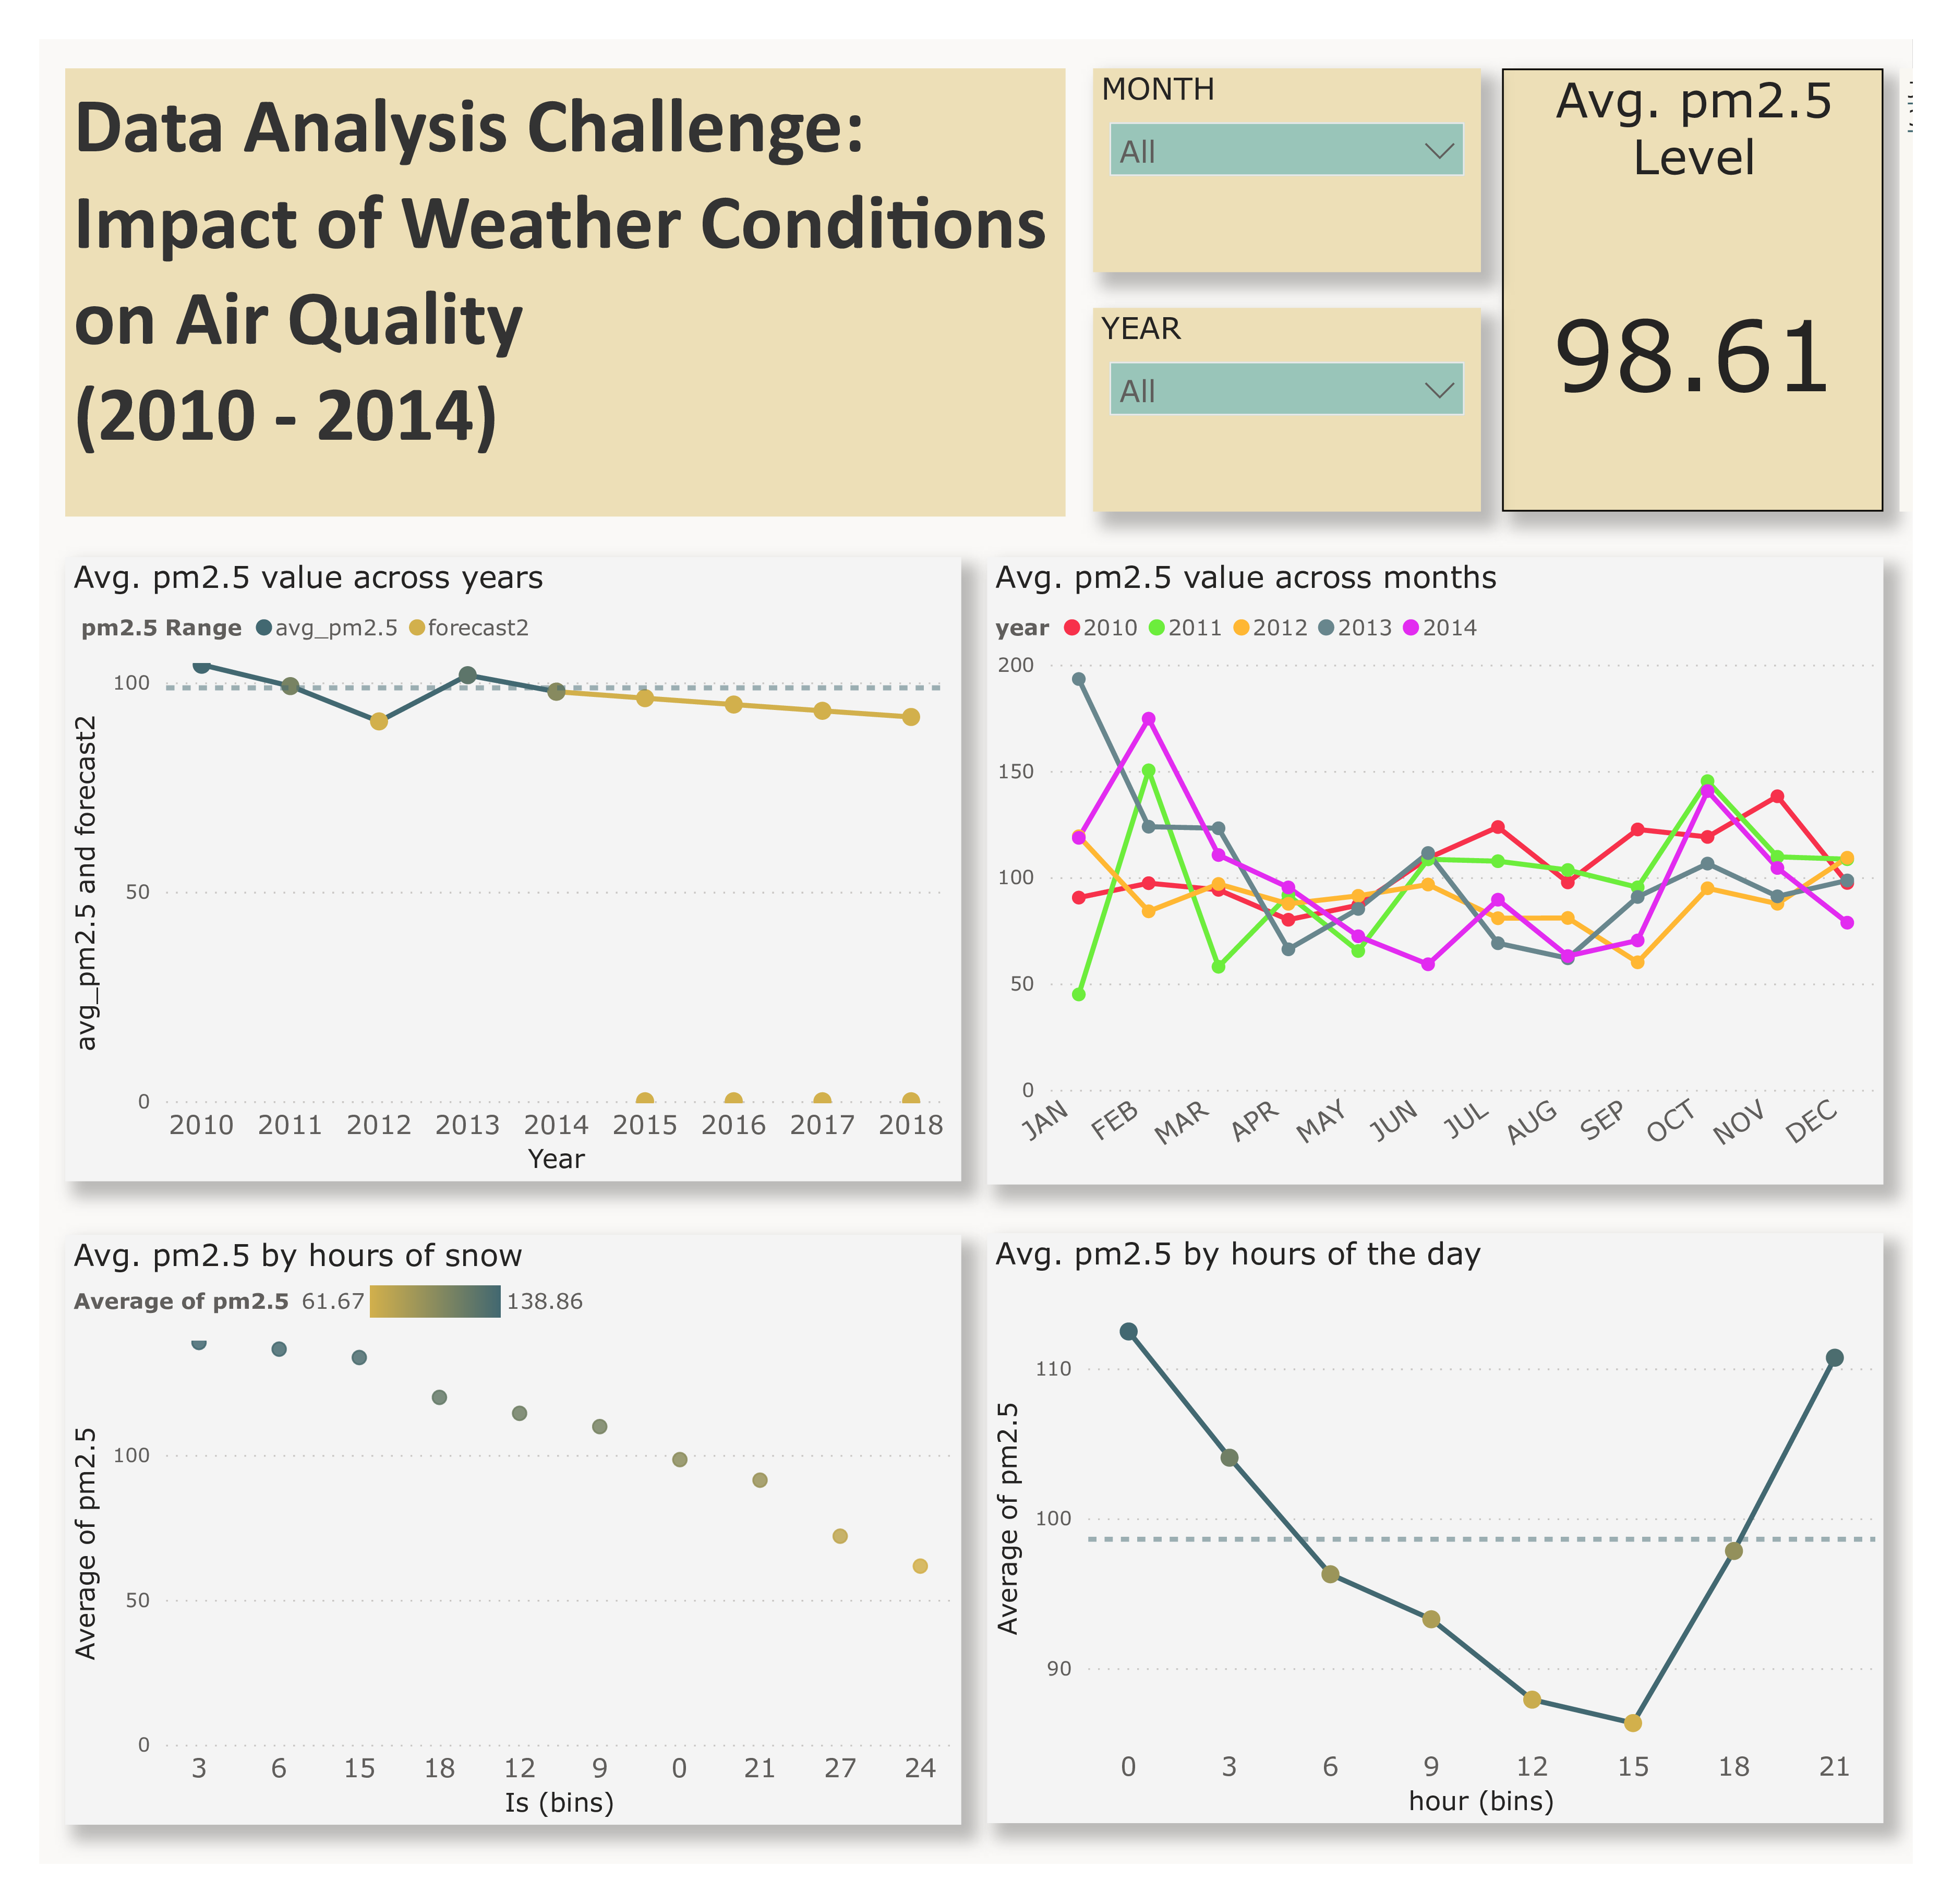 Data Analysis Challenge:
Impact of Weather Conditions
on Air Quality
(2010 - 2014)
MONTH
All
YEAR
All
Avg. pm2.5
Level
98.61
Avg. pm2.5 value across years
pm2.5 Range avg_pm2.5 forecast2
avg_pm2.5 and forecast2
100
50
0
2010 2011 2012 2013 2014 2015 2016 2017 2018
Year
Avg. pm2.5 value across months
year 2010 2011 2012 2013 2014
200
150
100
50
0
JAN FEB MAR APR MAY JUN JUL AUG SEP OCT NOV DEC
Avg. pm2.5 by hours of snow
Average of pm2.5 61.67 138.86
Average of pm2.5
100
50
0
3 6 15 18 12 9 0 21 27 24
Is (bins)
Avg. pm2.5 by hours of the day
Average of pm2.5
110
100
90
0 3 6 9 12 15 18 21
hour (bins)